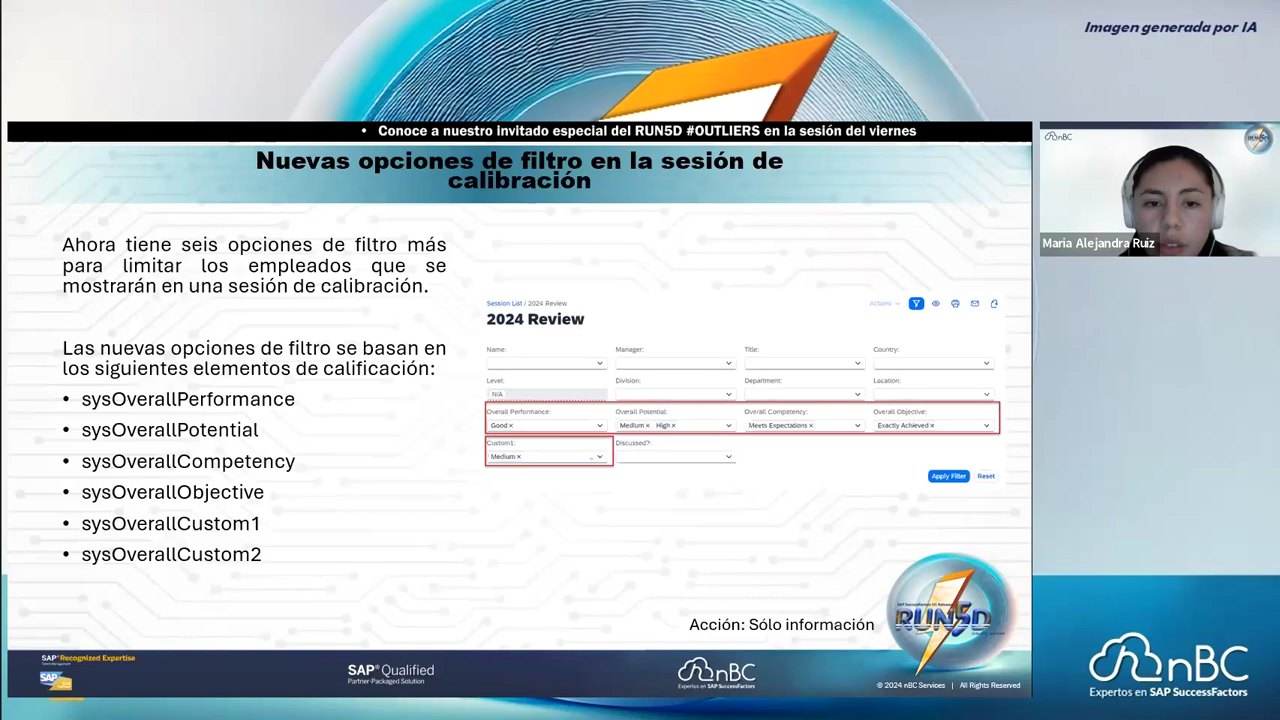 Imagen generada por IA
• Conoce a nuestro invitado especial del RUN5D #OUTLIERS en la sesión del viernes
Nuevas opciones de filtro en la sesión de
calibración
nBC
Maria Alejandra Ruiz
Ahora tiene seis opciones de filtro más
para limitar los empleados que se
mostrarán en una sesión de calibración.
Las nuevas opciones de filtro se basan en
los siguientes elementos de calificación:
• sysOverallPerformance
• sysOverallPotential
• sysOverallCompetency
• sysOverallObjective
• sysOverallCustom1
• sysOverallCustom2
Session List / 2024 Review
Actions
2024 Review
Name: Manager: Title: Country:
Level: Division: Department: Location:
N/A
Overall Performance: Overall Potential: Overall Competency: Overall Objective:
Good × Medium × High × Meets Expectations × Exactly Achieved ×
Custom1: Discussed?:
Medium ×
Apply Filter Reset
RUN5D
Acción: Sólo información
SAP® Recognized Expertise
SAP
SAP® Qualified
Partner-Packaged Solution
nBC
Expertos en SAP SuccessFactors
© 2024 nBC Services | All Rights Reserved
nBC
Expertos en SAP SuccessFactors